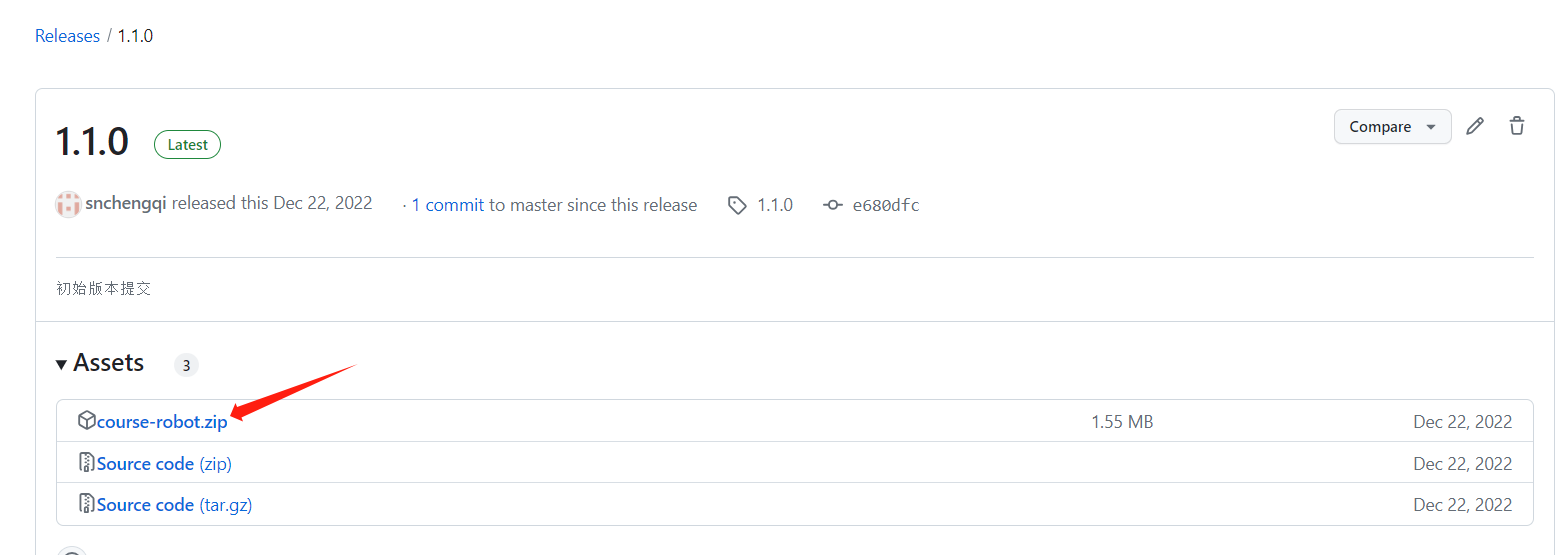 Releases / 1.1.0
1.1.0 Latest Compare
snchengqi released this Dec 22, 2022 · 1 commit to master since this release 1.1.0 e680dfc
初始版本提交
Assets 3
course-robot.zip 1.55 MB Dec 22, 2022
Source code (zip) Dec 22, 2022
Source code (tar.gz) Dec 22, 2022